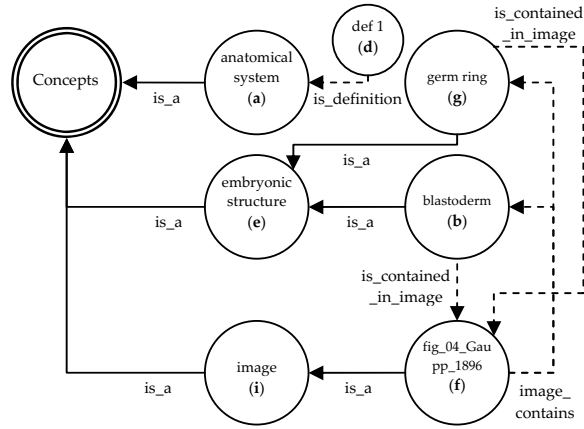 is_contained
_in_image
def 1
(d)
Concepts
anatomical
system
(a)
germ ring
(g)
is_a
is_definition
is_a
embryonic
structure
(e)
blastoderm
(b)
is_a
is_a
is_contained
_in_image
image
(i)
fig_04_Gau
pp_1896
(f)
is_a
is_a
image_
contains